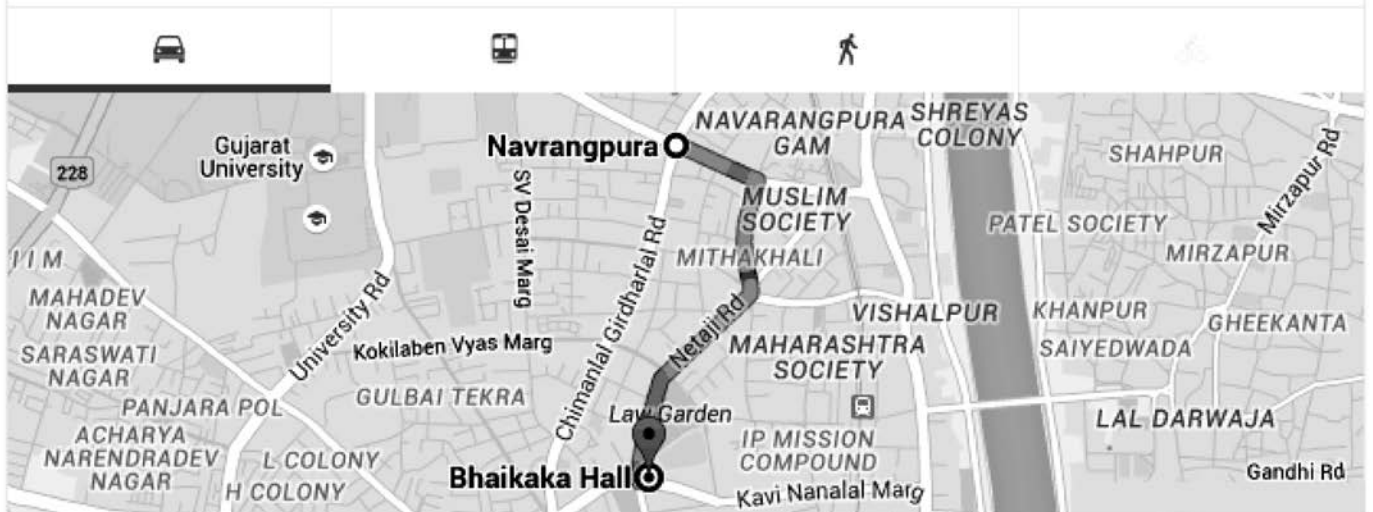 NAVARANGPURA
GAM
SHREYAS
COLONY
Navrangpura
Gujarat
University
SHAHPUR
228
Mirzapur Rd
SV Desai Marg
MUSLIM
SOCIETY
PATEL SOCIETY
MITHAKHALI
MIRZAPUR
I I M
MAHADEV
NAGAR
University Rd
Chimanlal Girdharlal Rd
Netaji Rd
VISHALPUR
KHANPUR
GHEEKANTA
SARASWATI
NAGAR
Kokilaben Vyas Marg
MAHARASHTRA
SOCIETY
SAIYEDWADA
PANJARA POL
GULBAI TEKRA
Law Garden
LAL DARWAJA
ACHARYA
NARENDRADEV
NAGAR
L COLONY
H COLONY
IP MISSION
COMPOUND
Bhaikaka Hall
Kavi Nanalal Marg
Gandhi Rd